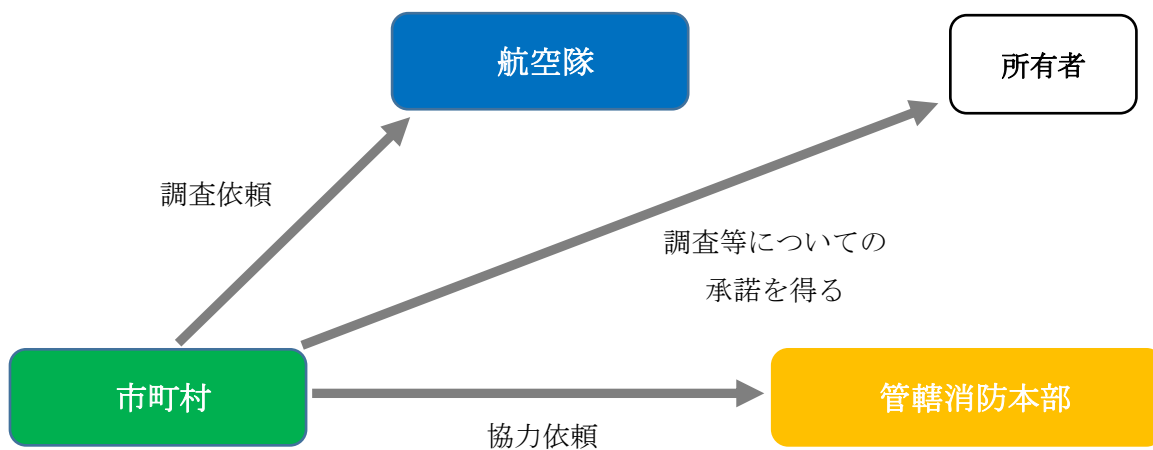 航空隊
所有者
調査依頼
調査等についての
承諾を得る
市町村
管轄消防本部
協力依頼